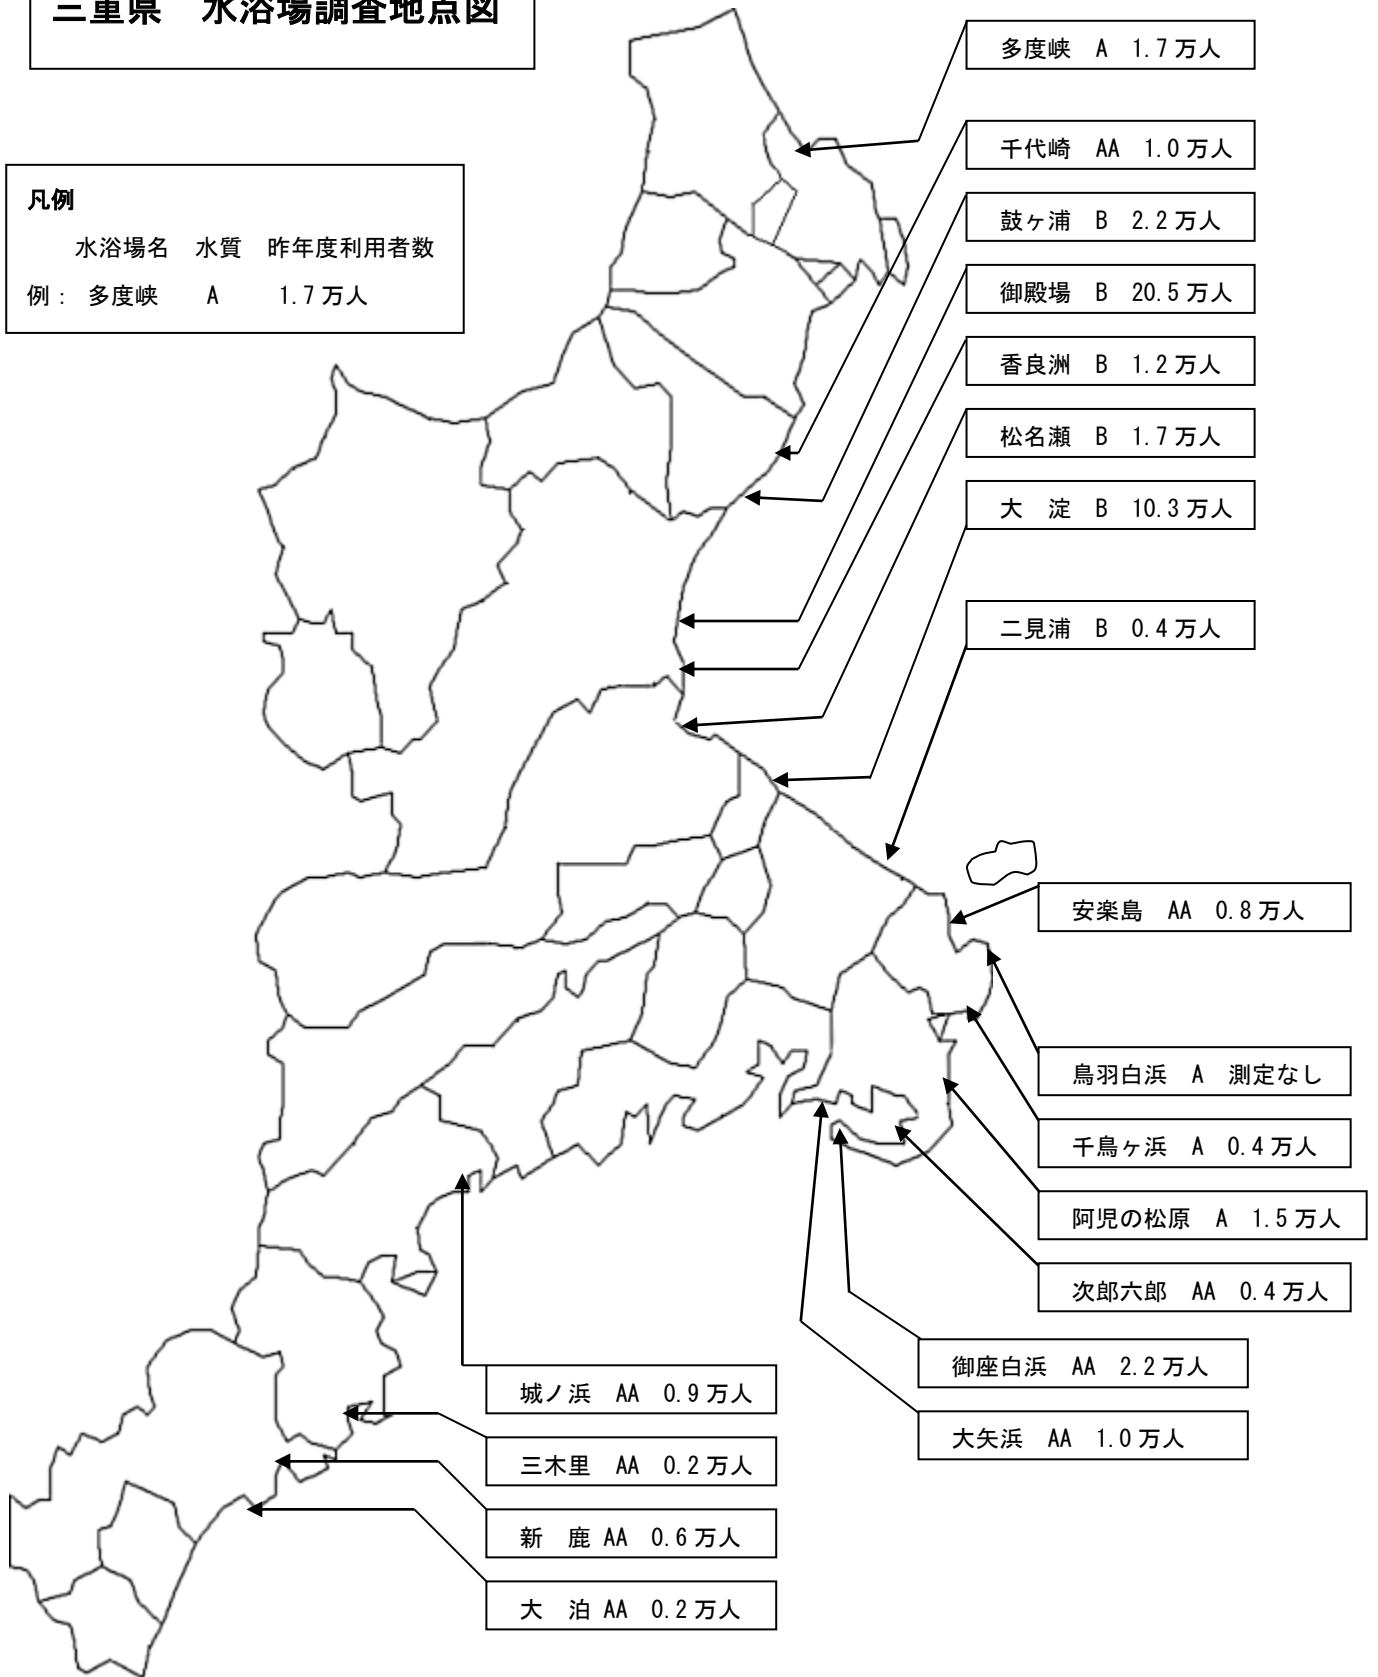 三重県　水浴場調査地点図
凡例
水浴場名　水質　昨年度利用者数
例：　多度峡　A　1.7万人
多度峡　A　1.7万人
千代崎　AA　1.0万人
鼓ヶ浦　B　2.2万人
御殿場　B　20.5万人
香良洲　B　1.2万人
松名瀬　B　1.7万人
大　淀　B　10.3万人
二見浦　B　0.4万人
安楽島　AA　0.8万人
鳥羽白浜　A　測定なし
千鳥ヶ浜　A　0.4万人
阿児の松原　A　1.5万人
次郎六郎　AA　0.4万人
御座白浜　AA　2.2万人
大矢浜　AA　1.0万人
城ノ浜　AA　0.9万人
三木里　AA　0.2万人
新　鹿 AA　0.6万人
大　泊 AA　0.2万人